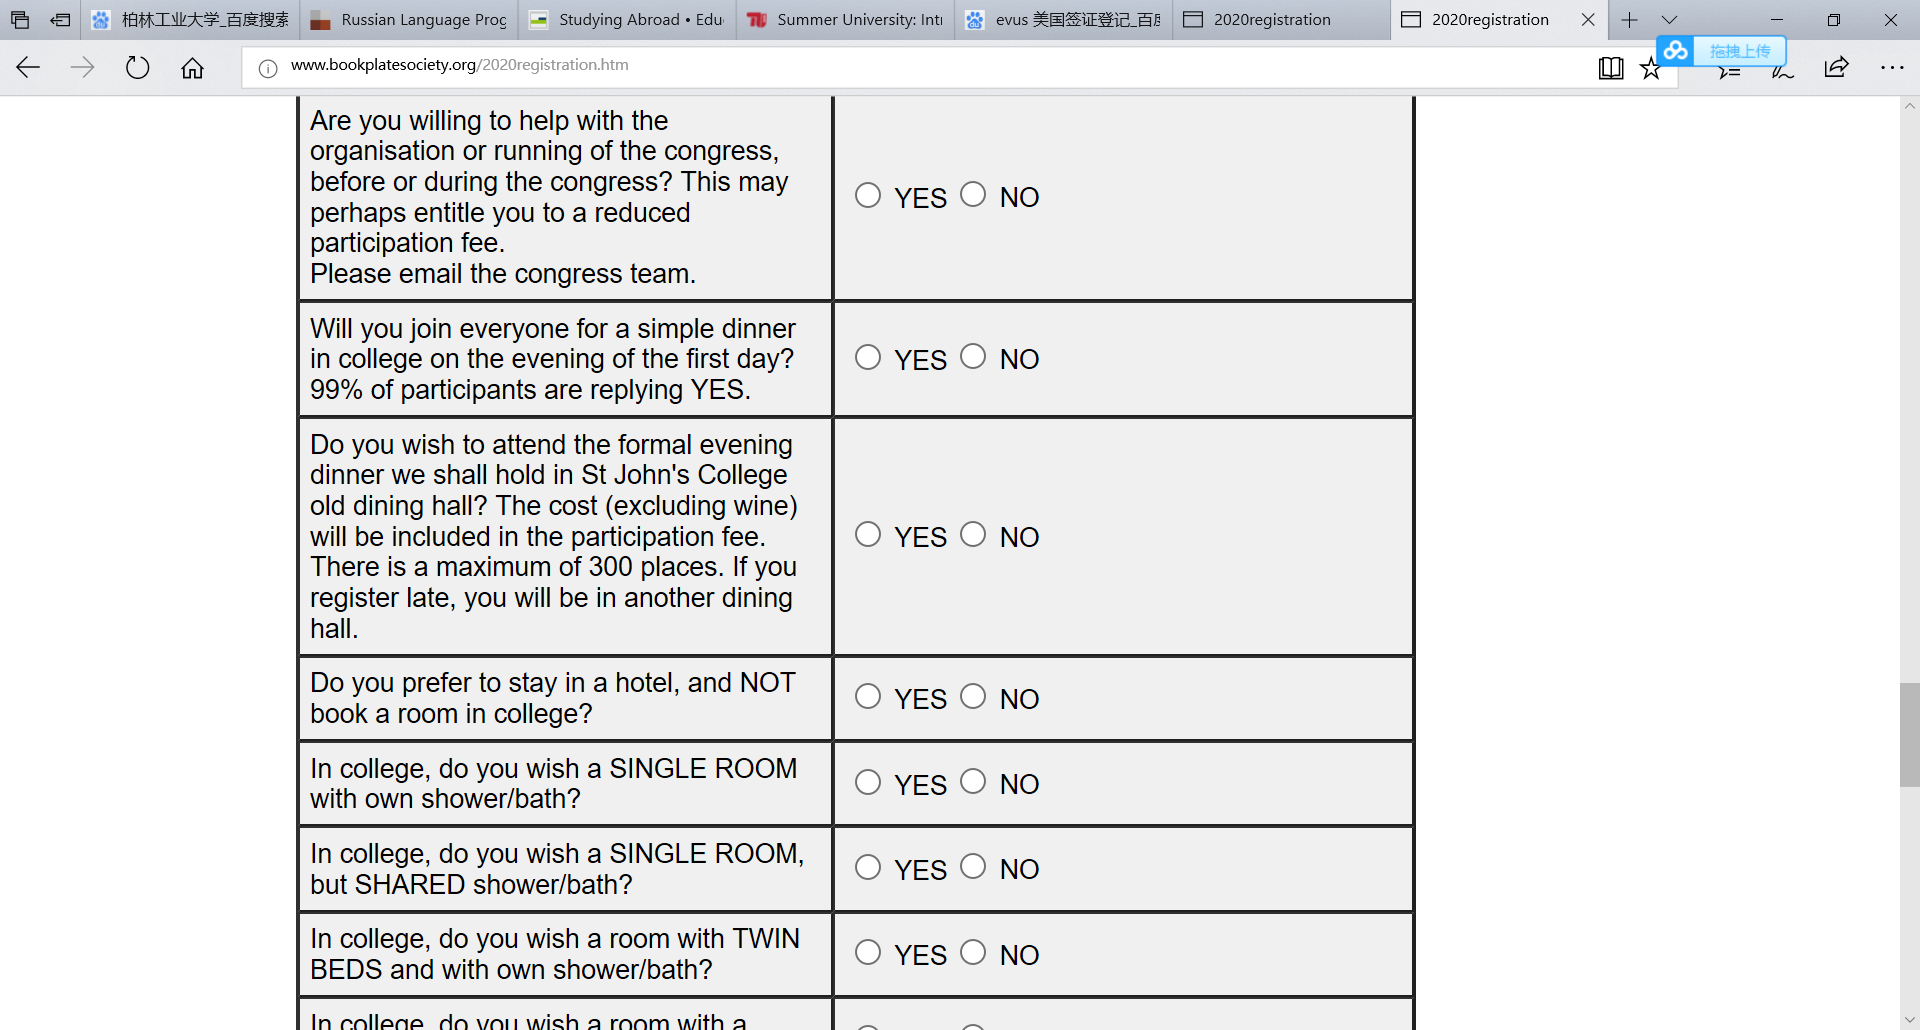 柏林工业大学_百度搜索
Russian Language Prog
Studying Abroad • Edu
Summer University: Int
evus 美国签证登记_百度
2020registration
2020registration
www.bookplatesociety.org/2020registration.htm
拖拽上传
Are you willing to help with the
organisation or running of the congress,
before or during the congress? This may
perhaps entitle you to a reduced
participation fee.
Please email the congress team.
YES NO
Will you join everyone for a simple dinner
in college on the evening of the first day?
99% of participants are replying YES.
YES NO
Do you wish to attend the formal evening
dinner we shall hold in St John's College
old dining hall? The cost (excluding wine)
will be included in the participation fee.
There is a maximum of 300 places. If you
register late, you will be in another dining
hall.
YES NO
Do you prefer to stay in a hotel, and NOT
book a room in college?
YES NO
In college, do you wish a SINGLE ROOM
with own shower/bath?
YES NO
In college, do you wish a SINGLE ROOM,
but SHARED shower/bath?
YES NO
In college, do you wish a room with TWIN
BEDS and with own shower/bath?
YES NO
In college, do you wish a room with a